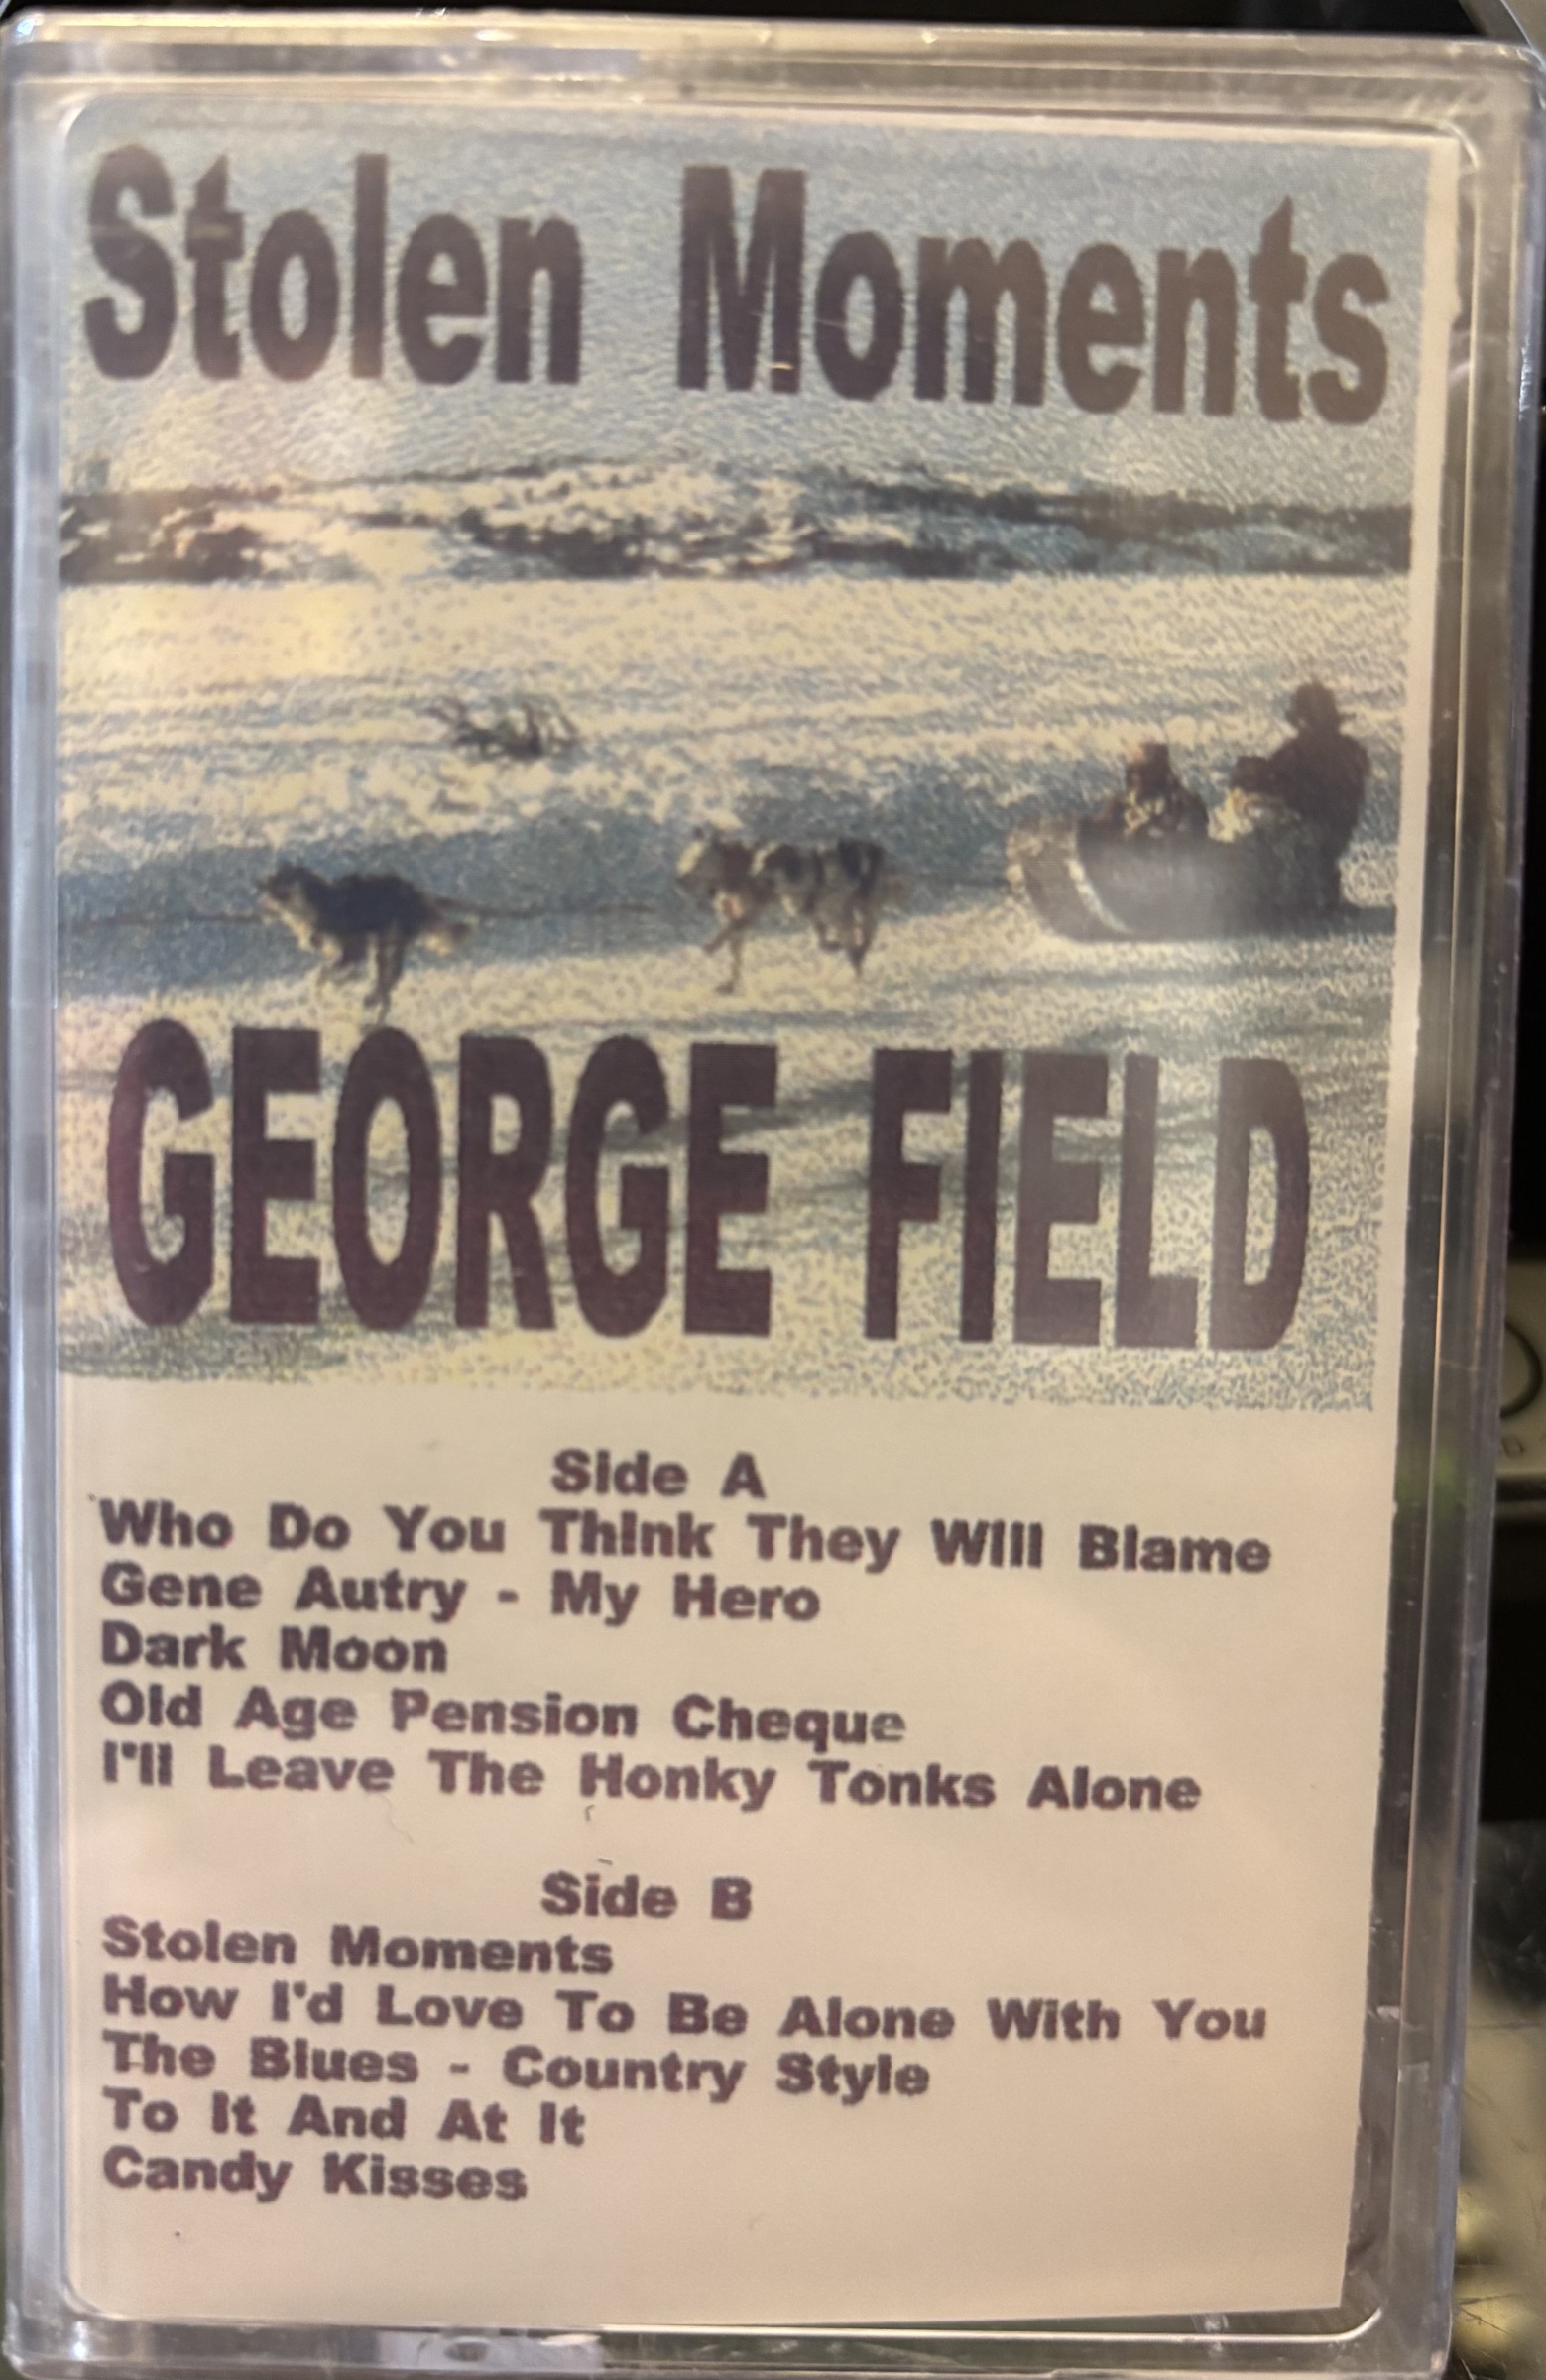 Stolen Moments
GEORGE FIELD
Side A
Who Do You Think They Will Blame
Gene Autry - My Hero
Dark Moon
Old Age Pension Cheque
I'll Leave The Honky Tonks Alone
Side B
Stolen Moments
How I'd Love To Be Alone With You
The Blues - Country Style
To It And At It
Candy Kisses